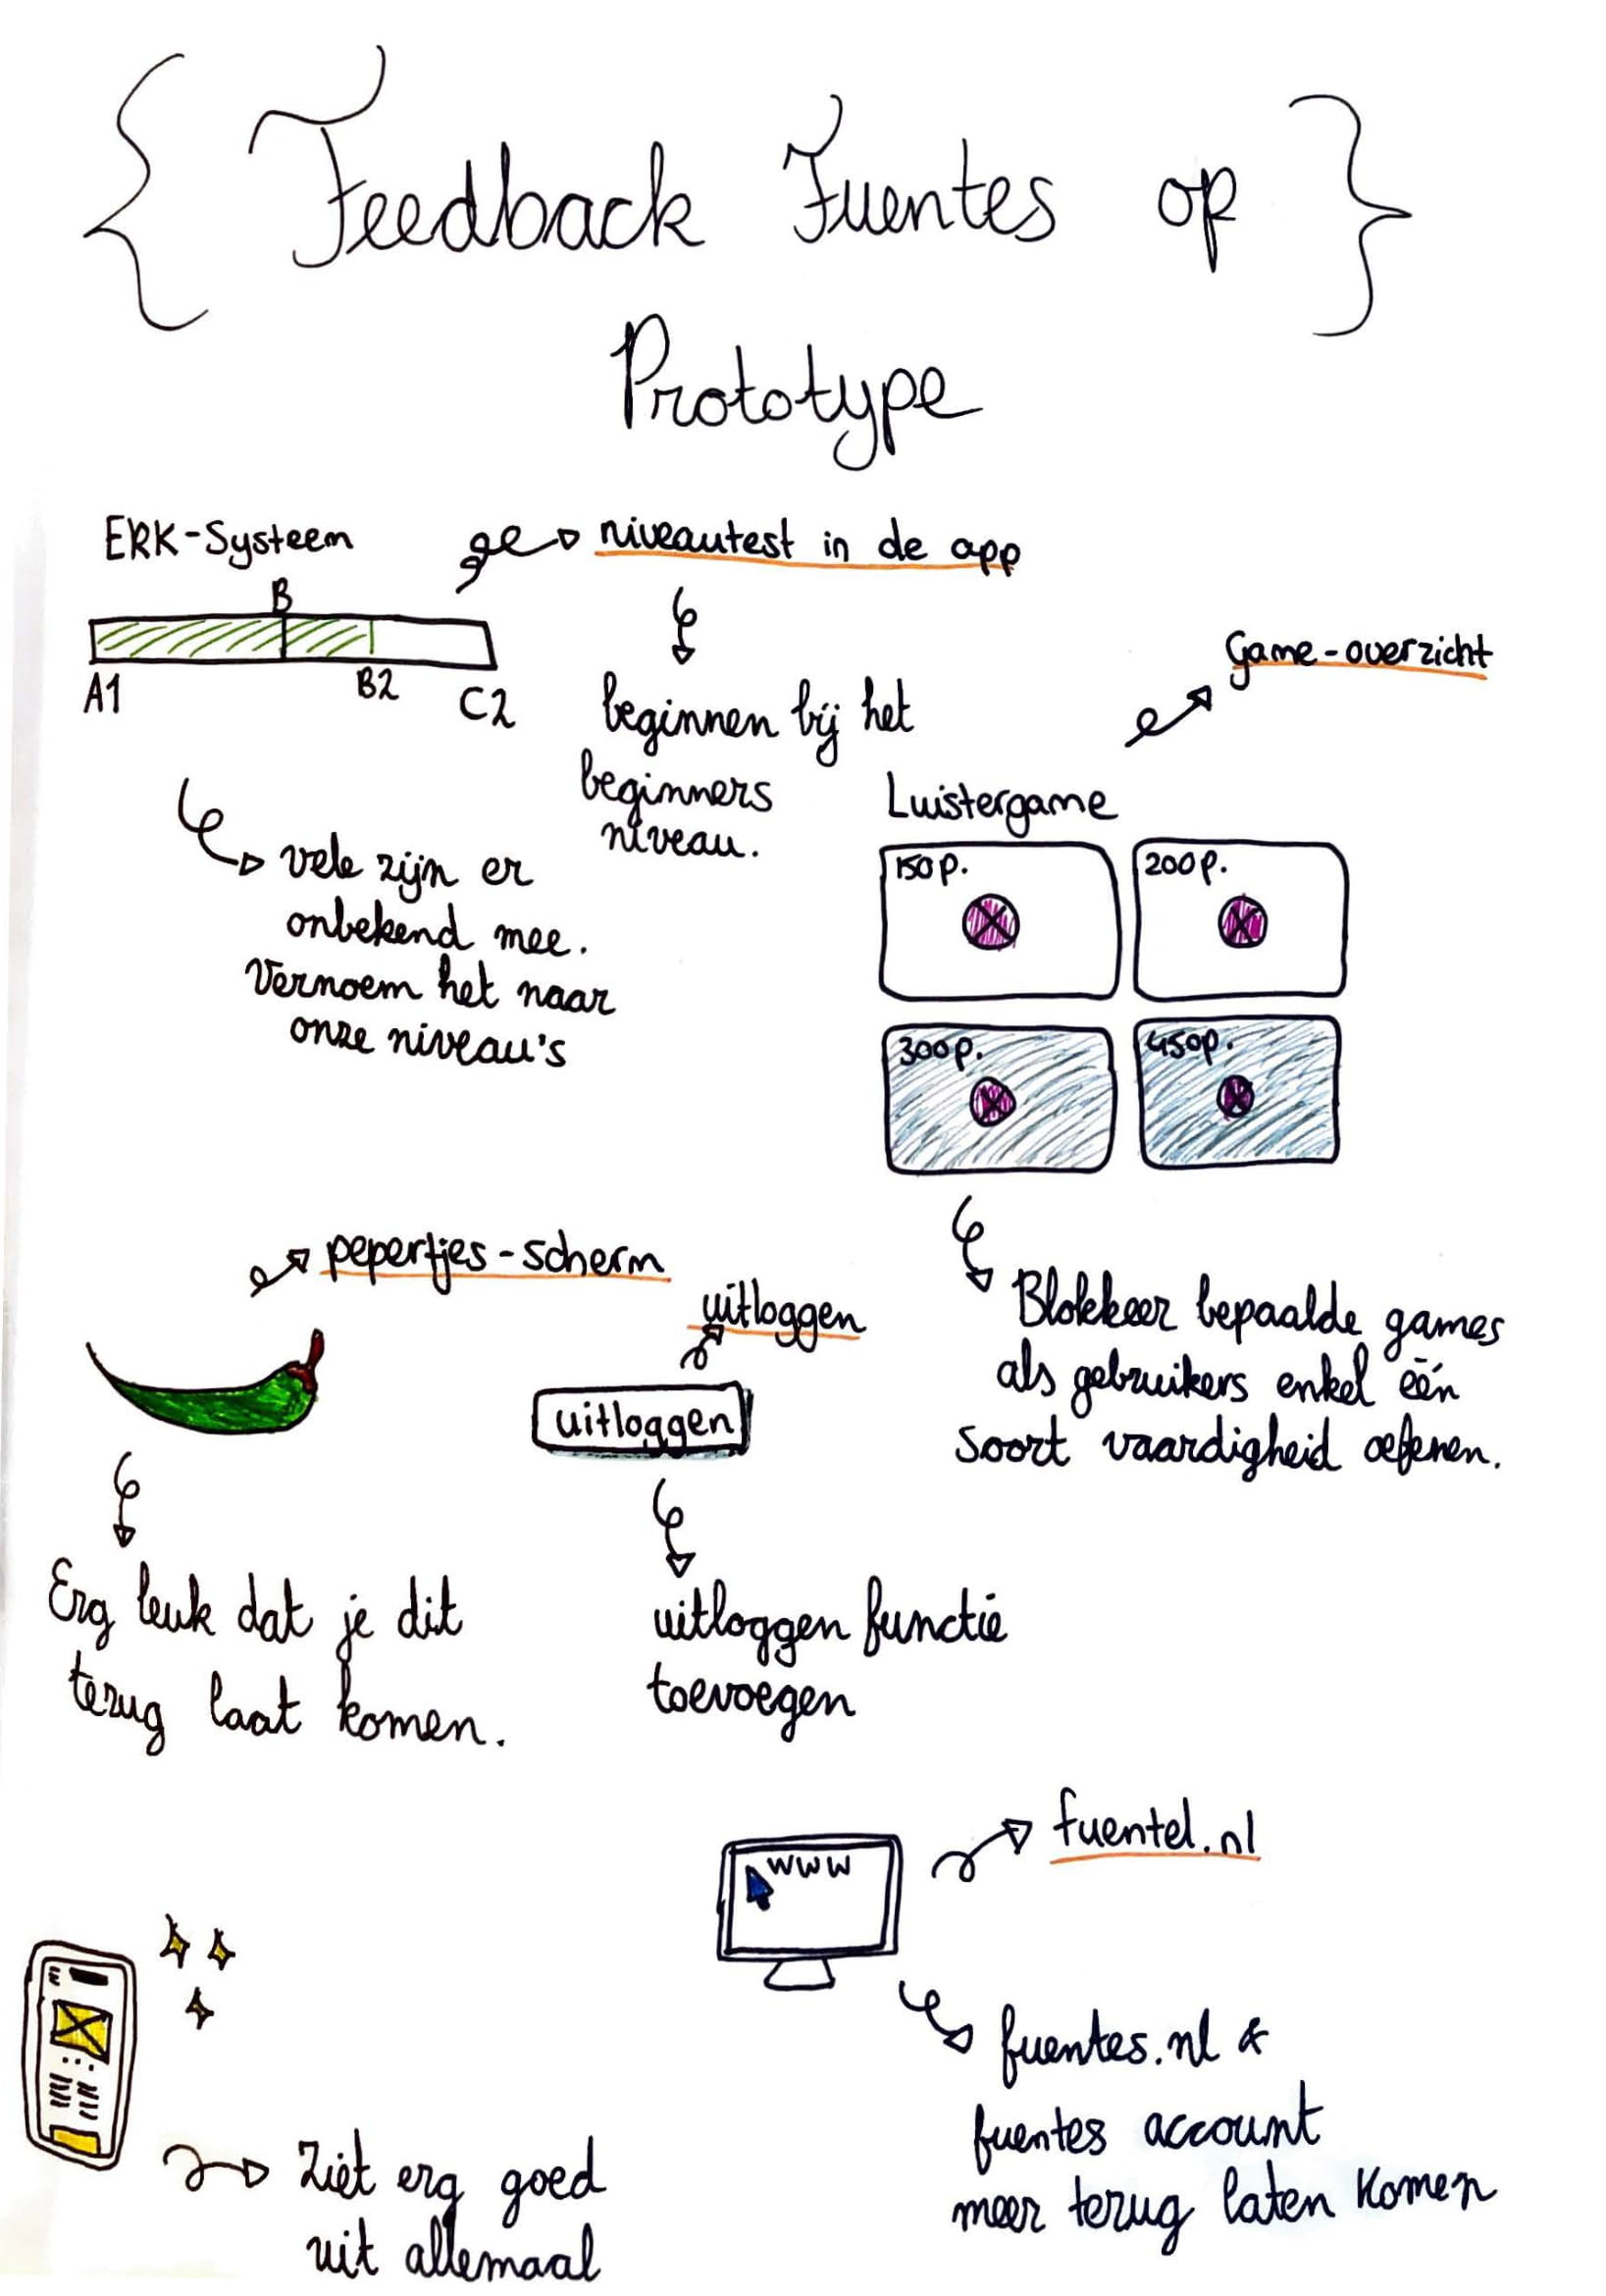 Feedback Fuentes op
Prototype
ERK-Systeem
B
A1
B2
C2
vele zijn er
onbekend mee.
Vernoem het naar
onze niveau's
niveautest in de app
beginnen bij het
beginners
niveau.
Game-overzicht
Luistergame
150p.
200p.
300p.
450p.
Blokkeer bepaalde games
als gebruikers enkel één
soort vaardigheid oefenen.
pepertjes-scherm
Erg leuk dat je dit
terug laat komen.
uitloggen
uitloggen
uitloggen functie
toevoegen
fuentel.nl
www
fuentes.nl &
fuentes account
meer terug laten komen
Ziet erg goed
uit allemaal